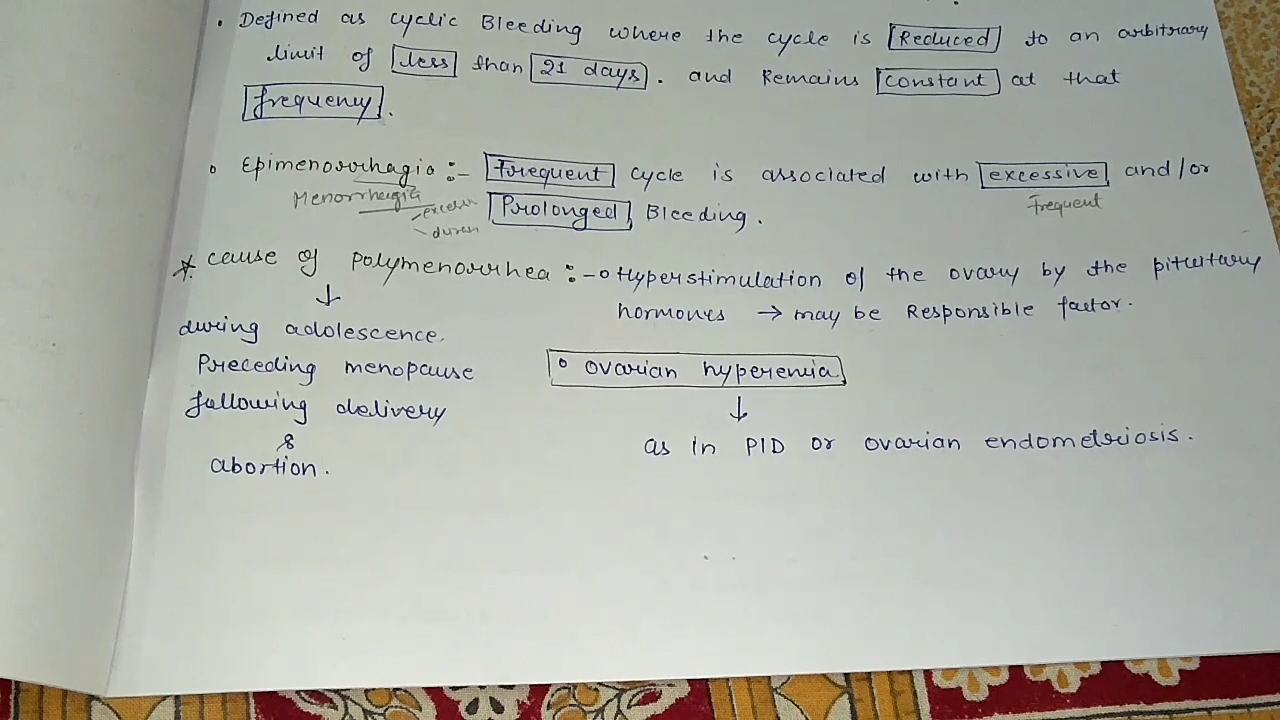 • Defined as cyclic Bleeding where the cycle is Reduced to an arbitrary
limit of less than 21 days. and Remains constant at that
frequency.
• Epimenorrhagia :- Frequent cycle is associated with excessive and/or
Menorrhagia
Frequent
Prolonged Bleeding.
* cause of polymenorrhea :- • Hyperstimulation of the ovary by the pituitary
hormones → may be Responsible factor.
↓
during adolescence.
Preceding menopause
following delivery
&
abortion.
• ovarian hyperemia
↓
as in PID or ovarian endometriosis.